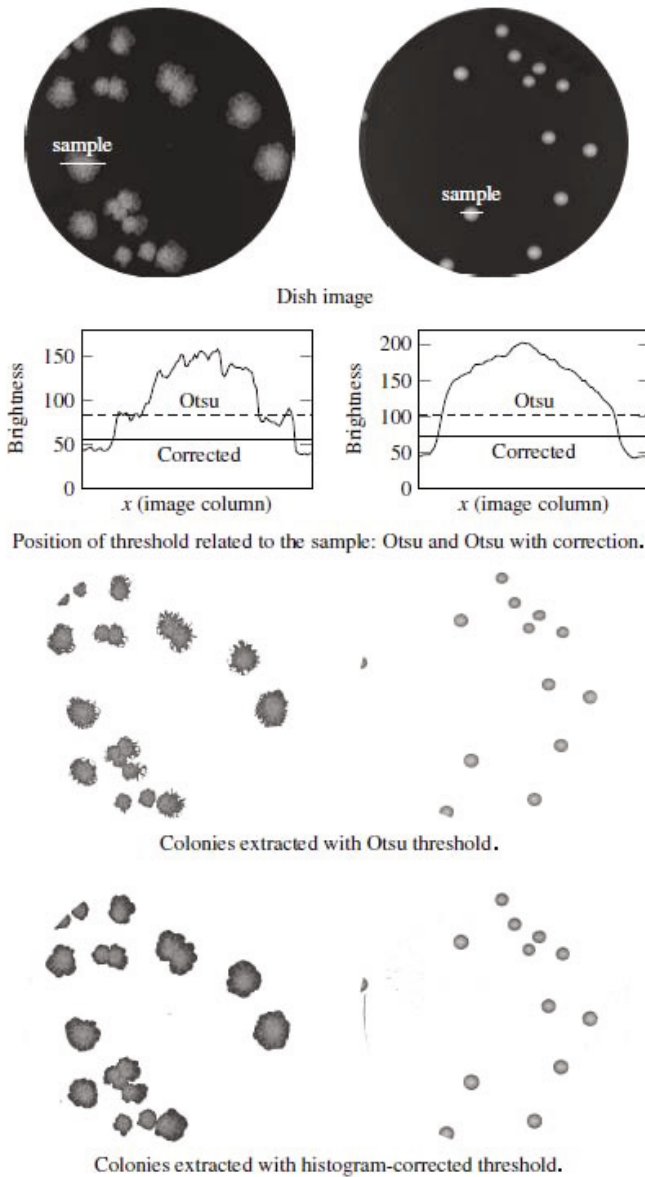 sample
sample
Dish image
150
100
50
0
Brightness
Otsu
Corrected
x (image column)
200
150
100
50
0
Brightness
Otsu
Corrected
x (image column)
Position of threshold related to the sample: Otsu and Otsu with correction.
Colonies extracted with Otsu threshold.
Colonies extracted with histogram-corrected threshold.